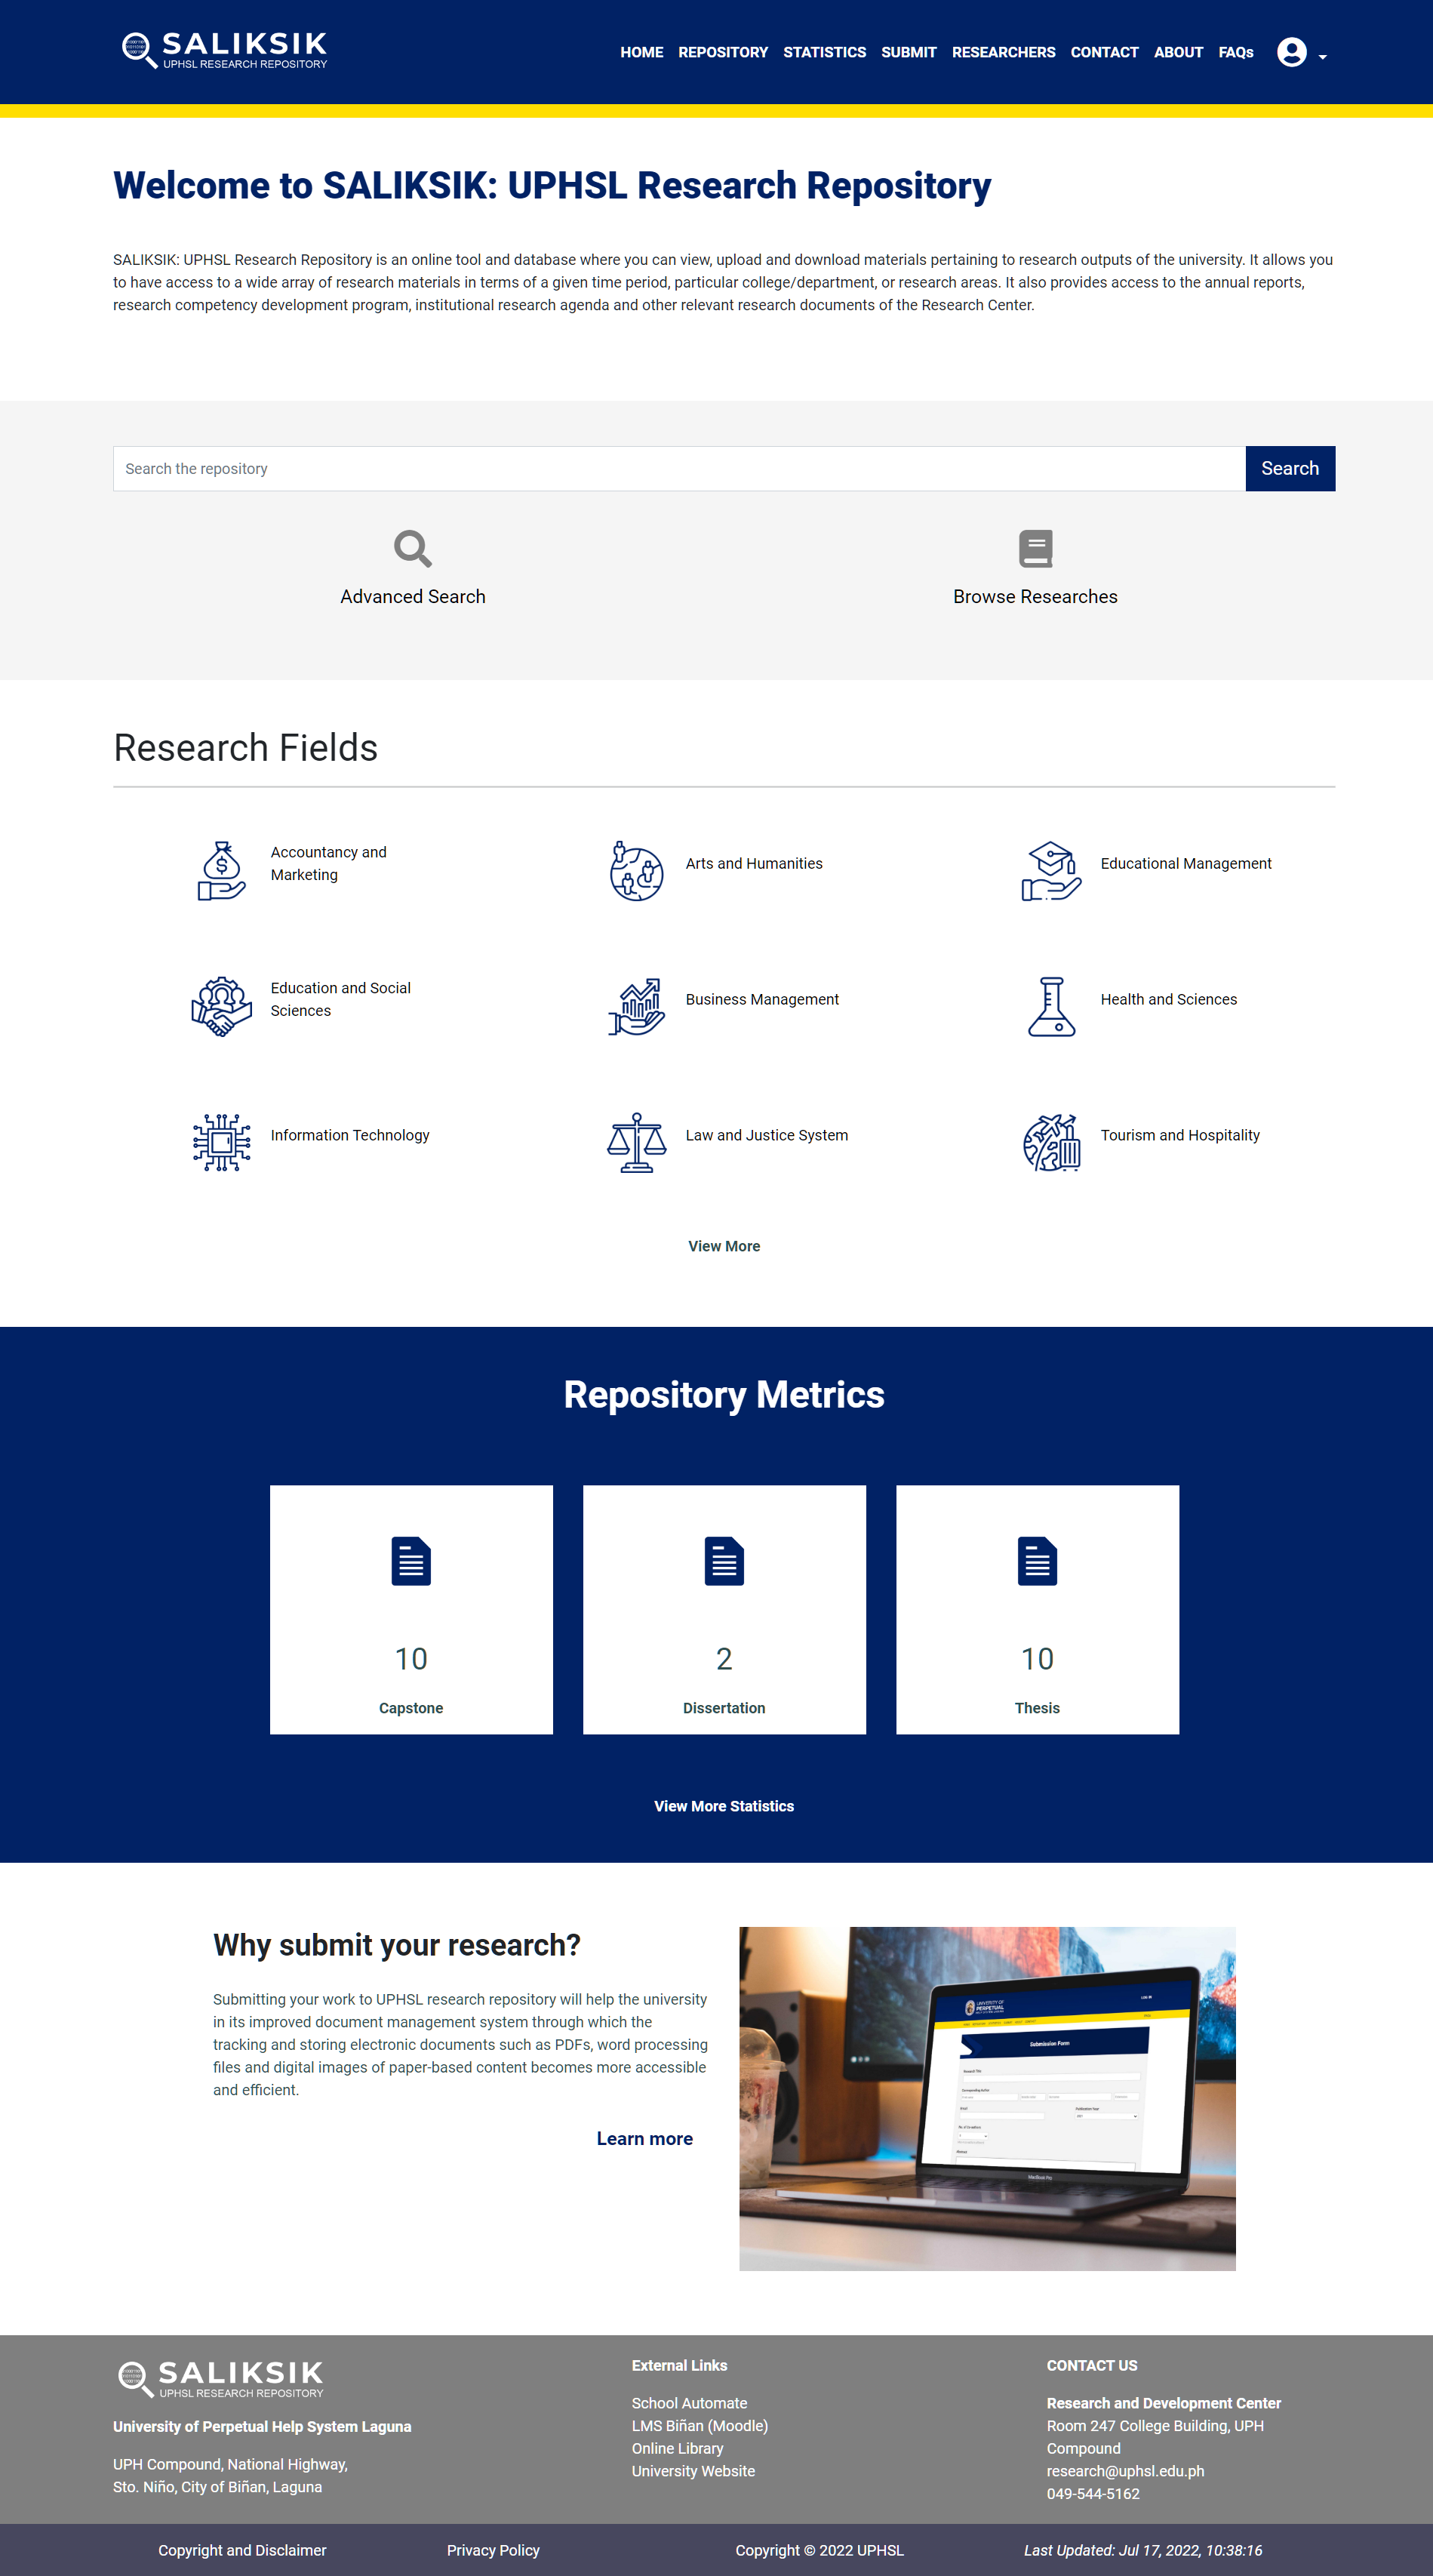 SALIKSIK
UPHSL RESEARCH REPOSITORY
HOME REPOSITORY STATISTICS SUBMIT RESEARCHERS CONTACT ABOUT FAQs
Welcome to SALIKSIK: UPHSL Research Repository
SALIKSIK: UPHSL Research Repository is an online tool and database where you can view, upload and download materials pertaining to research outputs of the university. It allows you
to have access to a wide array of research materials in terms of a given time period, particular college/department, or research areas. It also provides access to the annual reports,
research competency development program, institutional research agenda and other relevant research documents of the Research Center.
Search the repository
Search
Advanced Search
Browse Researches
Research Fields
Accountancy and
Marketing
Arts and Humanities
Educational Management
Education and Social
Sciences
Business Management
Health and Sciences
Information Technology
Law and Justice System
Tourism and Hospitality
View More
Repository Metrics
10
Capstone
2
Dissertation
10
Thesis
View More Statistics
Why submit your research?
Submitting your work to UPHSL research repository will help the university
in its improved document management system through which the
tracking and storing electronic documents such as PDFs, word processing
files and digital images of paper-based content becomes more accessible
and efficient.
Learn more
UNIVERSITY OF
PERPETUAL
Submission Form
MacBook Pro
SALIKSIK
UPHSL RESEARCH REPOSITORY
University of Perpetual Help System Laguna
UPH Compound, National Highway,
Sto. Niño, City of Biñan, Laguna
External Links
School Automate
LMS Biñan (Moodle)
Online Library
University Website
CONTACT US
Research and Development Center
Room 247 College Building, UPH
Compound
research@uphsl.edu.ph
049-544-5162
Copyright and Disclaimer
Privacy Policy
Copyright © 2022 UPHSL
Last Updated: Jul 17, 2022, 10:38:16